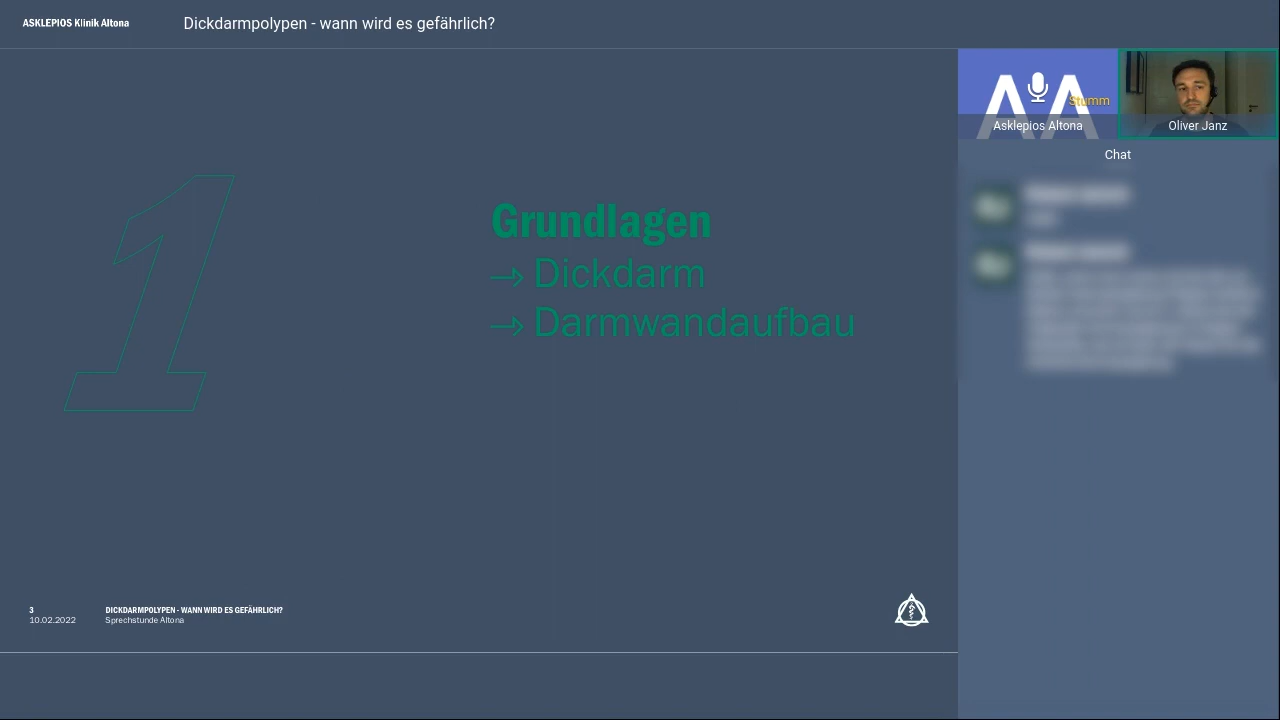 ASKLEPIOS Klinik Altona
Dickdarmpolypen - wann wird es gefährlich?
Stumm
Asklepios Altona
Oliver Janz
Chat
1
Grundlagen
→ Dickdarm
→ Darmwandaufbau
3
DICKDARMPOLYPEN - WANN WIRD ES GEFÄHRLICH?
10.02.2022
Sprechstunde Altona